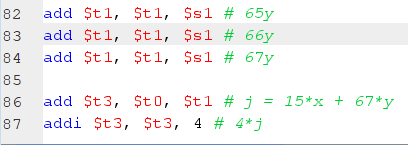 82 add $t1, $t1, $s1 # 65y
83 add $t1, $t1, $s1 # 66y
84 add $t1, $t1, $s1 # 67y
85
86 add $t3, $t0, $t1 # j = 15*x + 67*y
87 addi $t3, $t3, 4 # 4*j